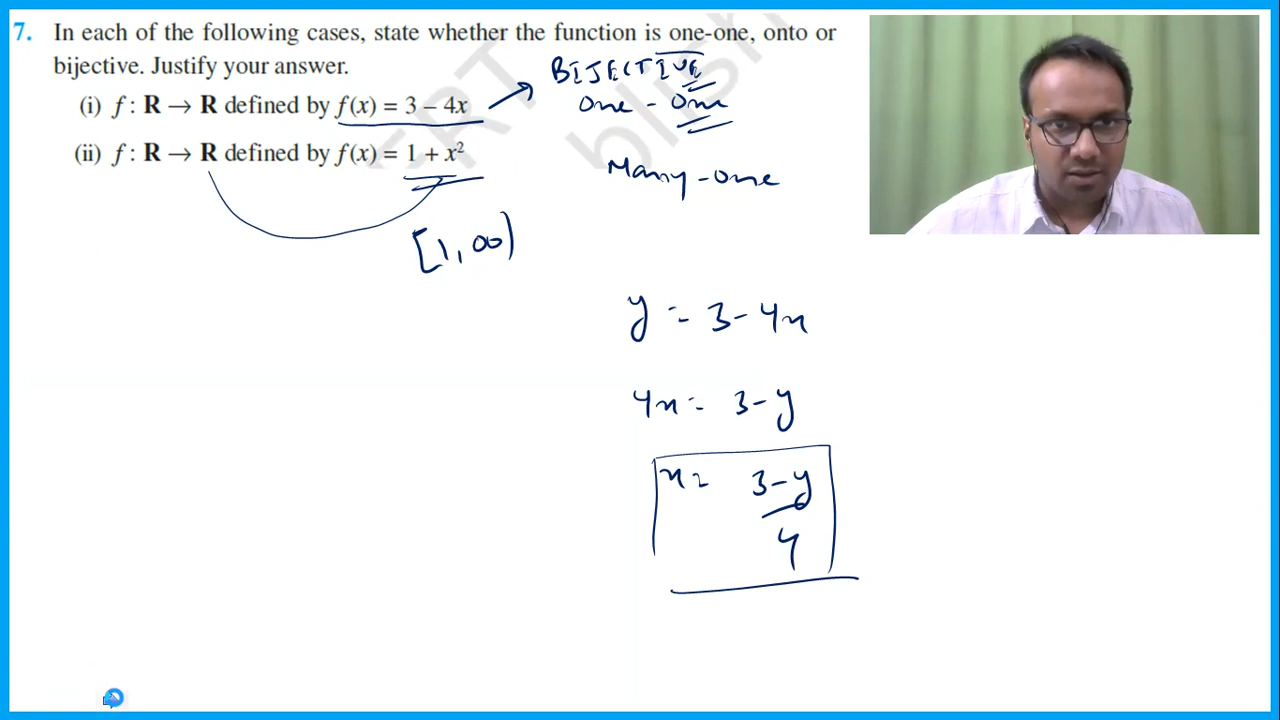 7. In each of the following cases, state whether the function is one-one, onto or
bijective. Justify your answer.
(i) f : R → R defined by f(x) = 3 – 4x
(ii) f : R → R defined by f(x) = 1 + x²
BIJECTIVE
One - One
Many - one
[1, ∞)
y = 3 - 4x
4x = 3 - y
x = 3 - y
4